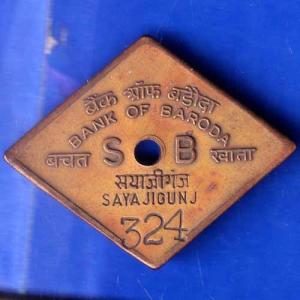 बैंक ऑफ बड़ौदा
BANK OF BARODA
बचत S B खाता
सयाजीगंज
SAYAJIGUNJ
324